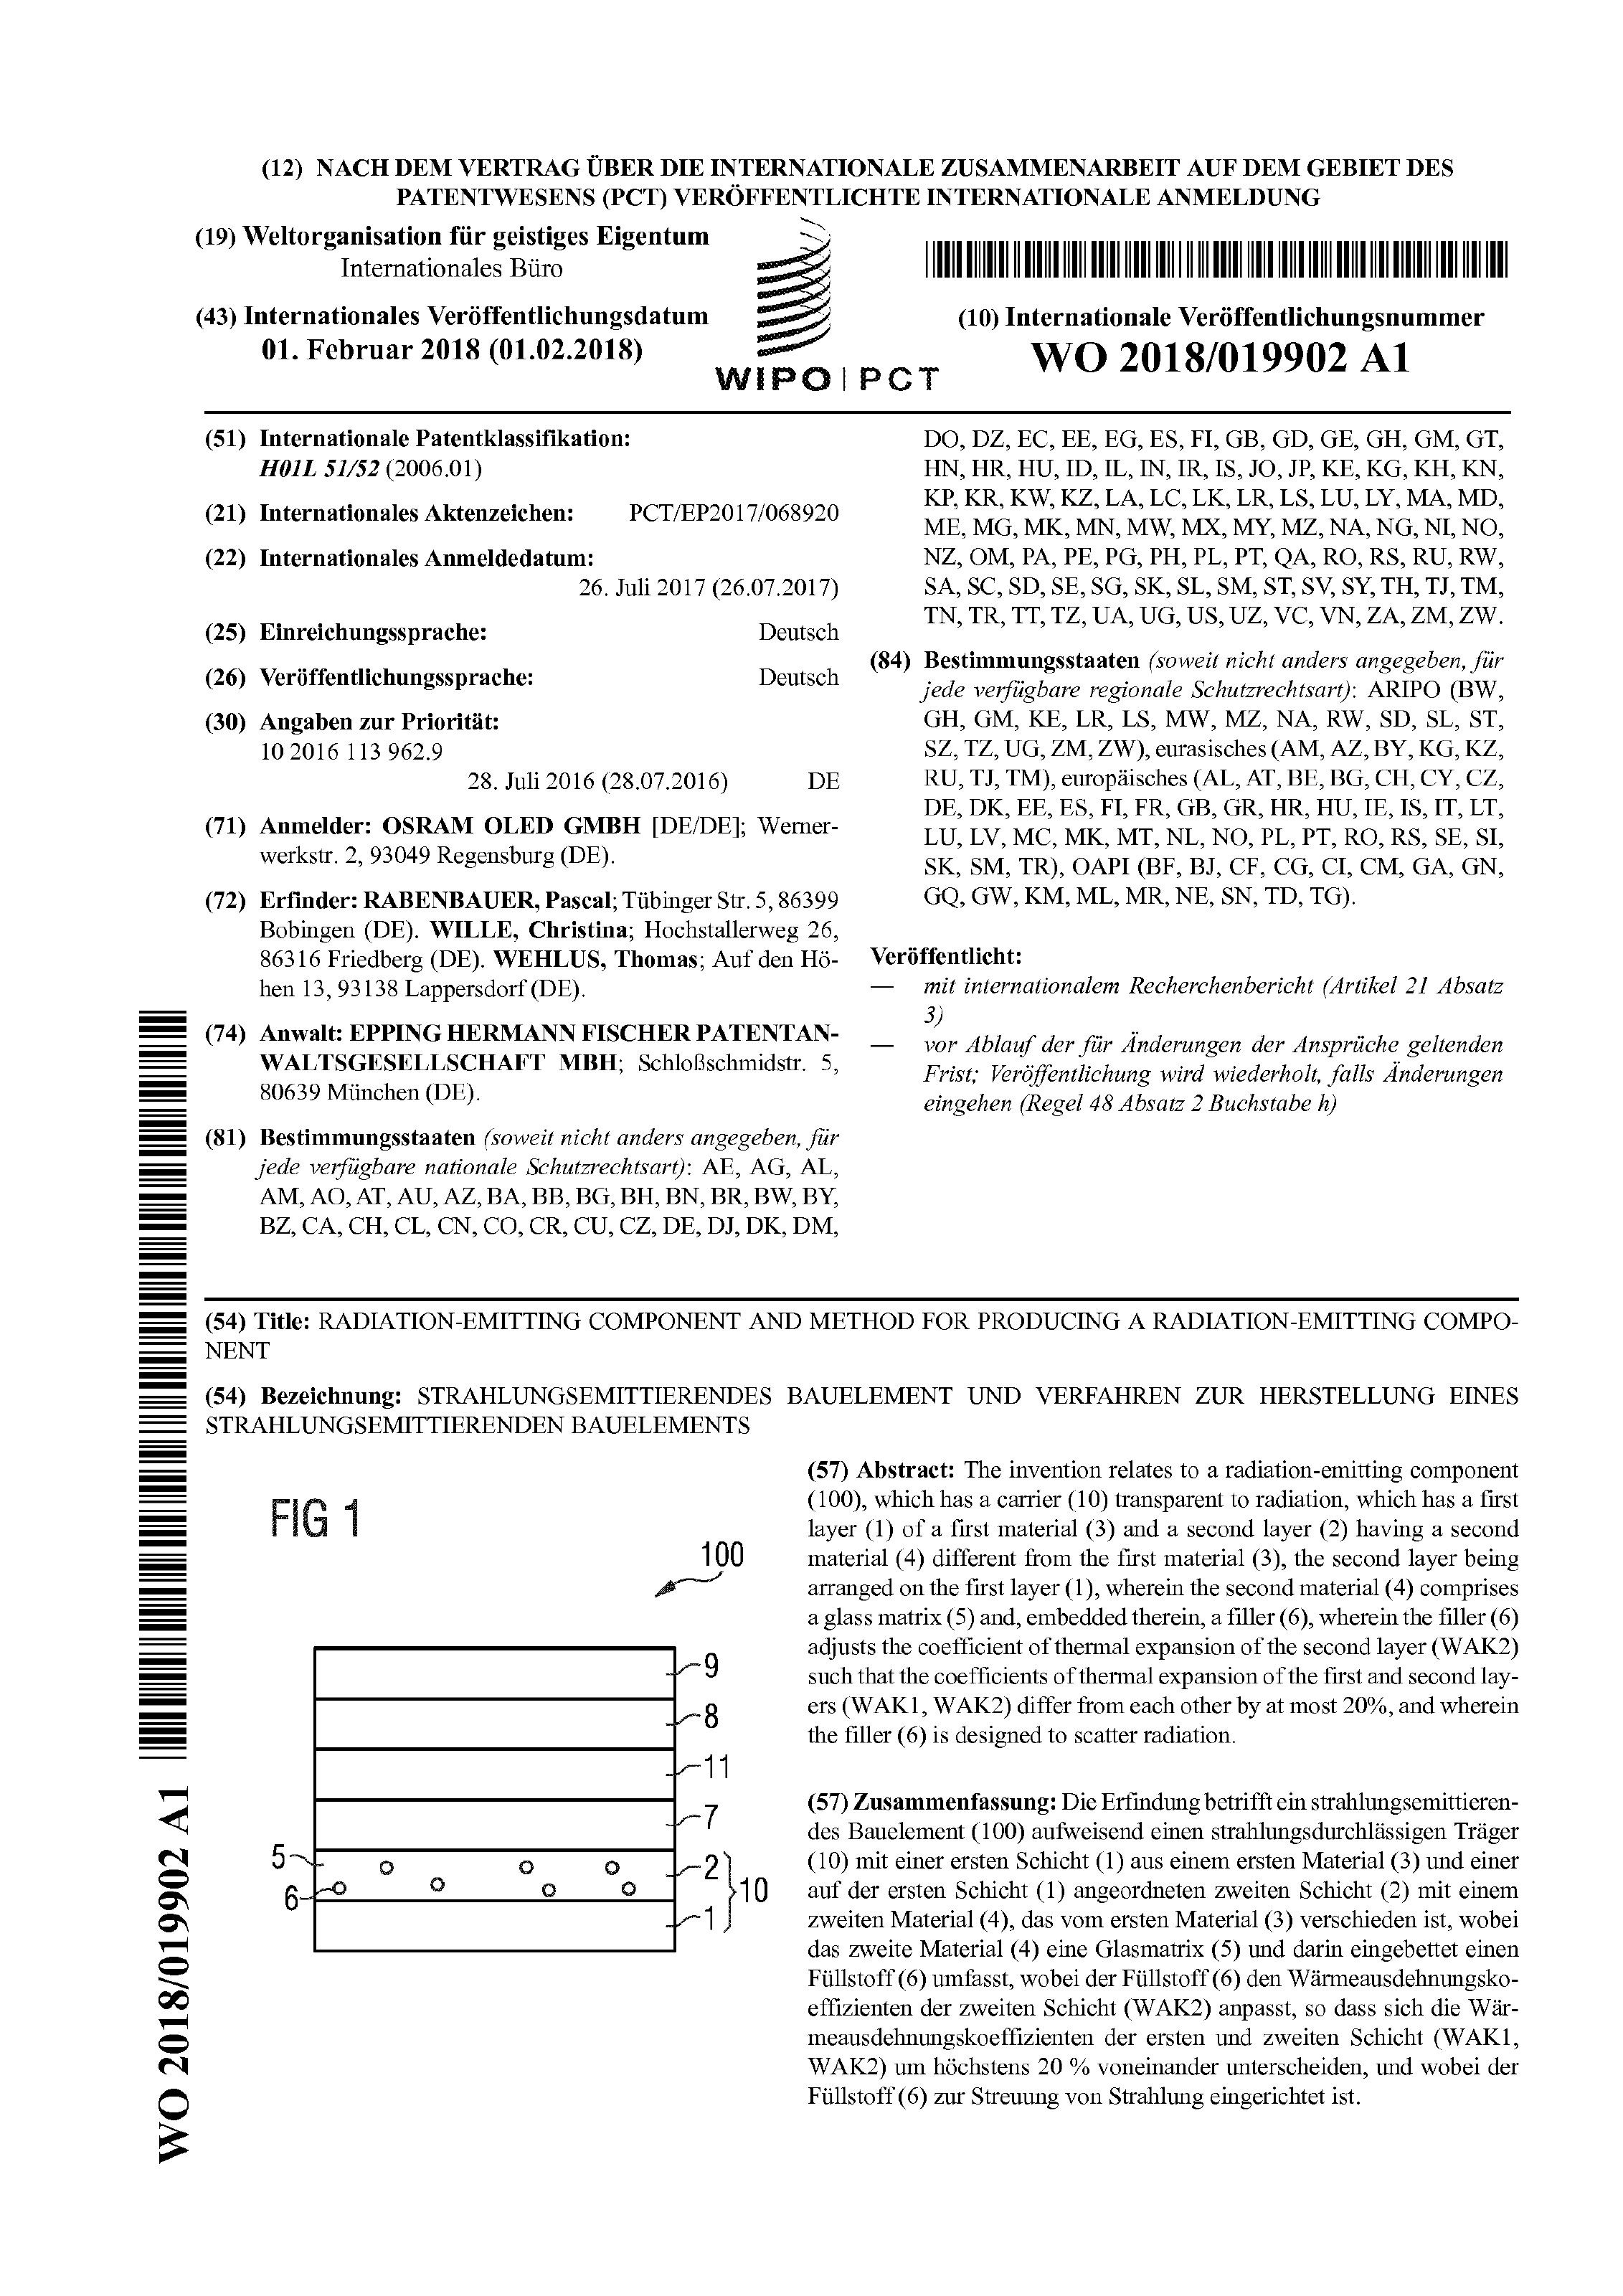 (12) NACH DEM VERTRAG ÜBER DIE INTERNATIONALE ZUSAMMENARBEIT AUF DEM GEBIET DES
PATENTWESENS (PCT) VERÖFFENTLICHTE INTERNATIONALE ANMELDUNG
(19) Weltorganisation für geistiges Eigentum
Internationales Büro
(43) Internationales Veröffentlichungsdatum
01. Februar 2018 (01.02.2018)
WIPO | PCT
(10) Internationale Veröffentlichungsnummer
WO 2018/019902 A1
(51) Internationale Patentklassifikation:
H01L 51/52 (2006.01)
(21) Internationales Aktenzeichen: PCT/EP2017/068920
(22) Internationales Anmeldedatum:
26. Juli 2017 (26.07.2017)
(25) Einreichungssprache: Deutsch
(26) Veröffentlichungssprache: Deutsch
(30) Angaben zur Priorität:
10 2016 113 962.9
28. Juli 2016 (28.07.2016) DE
(71) Anmelder: OSRAM OLED GMBH [DE/DE]; Werner-
werkstr. 2, 93049 Regensburg (DE).
(72) Erfinder: RABENBAUER, Pascal; Tübinger Str. 5, 86399
Bobingen (DE). WILLE, Christina; Hochstallerweg 26,
86316 Friedberg (DE). WEHLUS, Thomas; Auf den Hö-
hen 13, 93138 Lappersdorf (DE).
(74) Anwalt: EPPING HERMANN FISCHER PATENTAN-
WALTSGESELLSCHAFT MBH; Schloßschmidstr. 5,
80639 München (DE).
(81) Bestimmungsstaaten (soweit nicht anders angegeben, für
jede verfügbare nationale Schutzrechtsart): AE, AG, AL,
AM, AO, AT, AU, AZ, BA, BB, BG, BH, BN, BR, BW, BY,
BZ, CA, CH, CL, CN, CO, CR, CU, CZ, DE, DJ, DK, DM,
DO, DZ, EC, EE, EG, ES, FI, GB, GD, GE, GH, GM, GT,
HN, HR, HU, ID, IL, IN, IR, IS, JO, JP, KE, KG, KH, KN,
KP, KR, KW, KZ, LA, LC, LK, LR, LS, LU, LY, MA, MD,
ME, MG, MK, MN, MW, MX, MY, MZ, NA, NG, NI, NO,
NZ, OM, PA, PE, PG, PH, PL, PT, QA, RO, RS, RU, RW,
SA, SC, SD, SE, SG, SK, SL, SM, ST, SV, SY, TH, TJ, TM,
TN, TR, TT, TZ, UA, UG, US, UZ, VC, VN, ZA, ZM, ZW.
(84) Bestimmungsstaaten (soweit nicht anders angegeben, für
jede verfügbare regionale Schutzrechtsart): ARIPO (BW,
GH, GM, KE, LR, LS, MW, MZ, NA, RW, SD, SL, ST,
SZ, TZ, UG, ZM, ZW), eurasisches (AM, AZ, BY, KG, KZ,
RU, TJ, TM), europäisches (AL, AT, BE, BG, CH, CY, CZ,
DE, DK, EE, ES, FI, FR, GB, GR, HR, HU, IE, IS, IT, LT,
LU, LV, MC, MK, MT, NL, NO, PL, PT, RO, RS, SE, SI,
SK, SM, TR), OAPI (BF, BJ, CF, CG, CI, CM, GA, GN,
GQ, GW, KM, ML, MR, NE, SN, TD, TG).
Veröffentlicht:
— mit internationalem Recherchenbericht (Artikel 21 Absatz
3)
— vor Ablauf der für Änderungen der Ansprüche geltenden
Frist; Veröffentlichung wird wiederholt, falls Änderungen
eingehen (Regel 48 Absatz 2 Buchstabe h)
(54) Title: RADIATION-EMITTING COMPONENT AND METHOD FOR PRODUCING A RADIATION-EMITTING COMPO-
NENT
(54) Bezeichnung: STRAHLUNGSEMITTIERENDES BAUELEMENT UND VERFAHREN ZUR HERSTELLUNG EINES
STRAHLUNGSEMITTIERENDEN BAUELEMENTS
FIG 1
100
9
8
11
7
5
2
6
10
1
(57) Abstract: The invention relates to a radiation-emitting component
(100), which has a carrier (10) transparent to radiation, which has a first
layer (1) of a first material (3) and a second layer (2) having a second
material (4) different from the first material (3), the second layer being
arranged on the first layer (1), wherein the second material (4) comprises
a glass matrix (5) and, embedded therein, a filler (6), wherein the filler (6)
adjusts the coefficient of thermal expansion of the second layer (WAK2)
such that the coefficients of thermal expansion of the first and second lay-
ers (WAK1, WAK2) differ from each other by at most 20%, and wherein
the filler (6) is designed to scatter radiation.
(57) Zusammenfassung: Die Erfindung betrifft ein strahlungsemittieren-
des Bauelement (100) aufweisend einen strahlungsdurchlässigen Träger
(10) mit einer ersten Schicht (1) aus einem ersten Material (3) und einer
auf der ersten Schicht (1) angeordneten zweiten Schicht (2) mit einem
zweiten Material (4), das vom ersten Material (3) verschieden ist, wobei
das zweite Material (4) eine Glasmatrix (5) und darin eingebettet einen
Füllstoff (6) umfasst, wobei der Füllstoff (6) den Wärmeausdehnungsko-
effizienten der zweiten Schicht (WAK2) anpasst, so dass sich die Wär-
meausdehnungskoeffizienten der ersten und zweiten Schicht (WAK1,
WAK2) um höchstens 20 % voneinander unterscheiden, und wobei der
Füllstoff (6) zur Streuung von Strahlung eingerichtet ist.
WO 2018/019902 A1